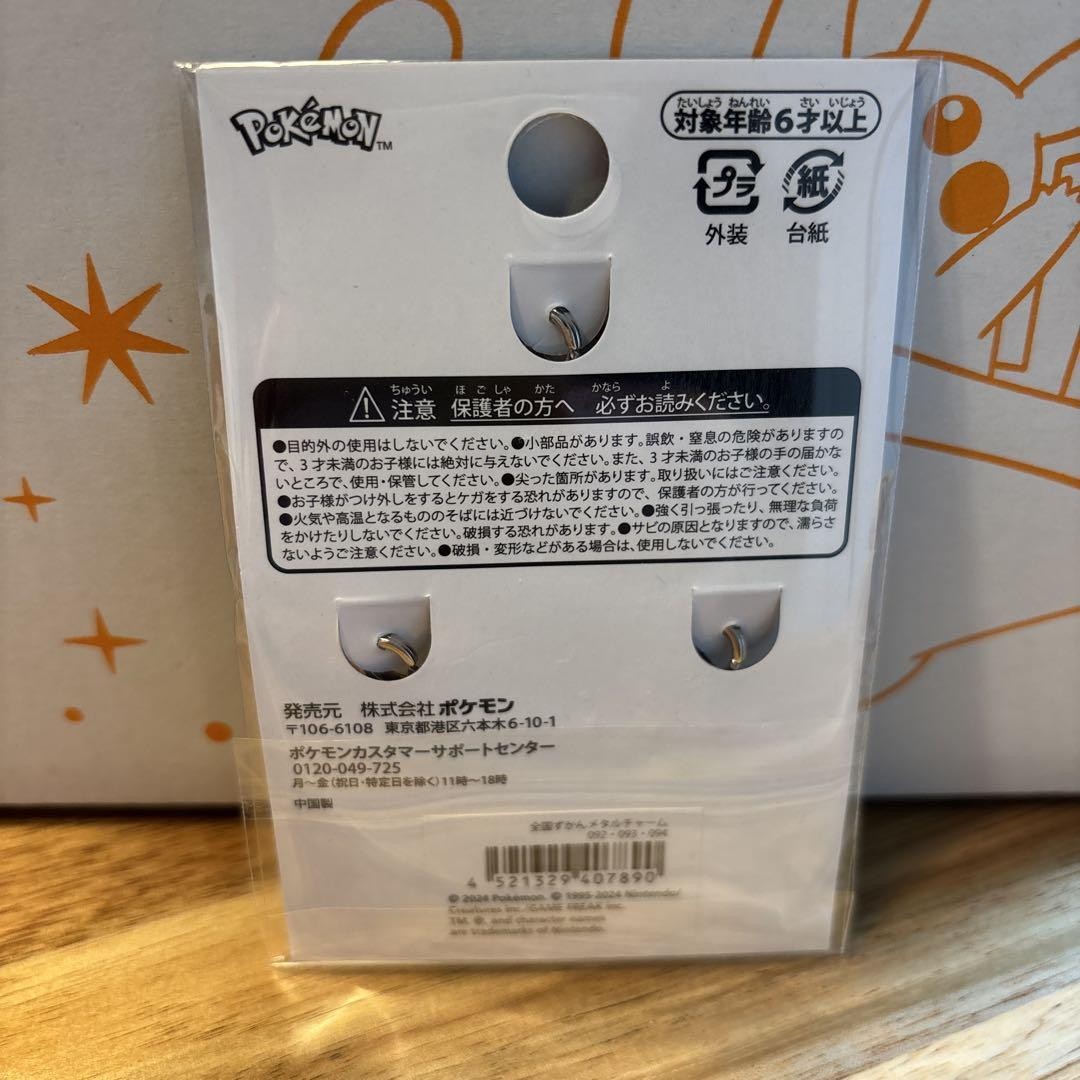 POKéMON TM
たいしょう ねんれい さい いじょう
対象年齢6才以上
プラ 紙
外装 台紙
ちゅうい ほごしゃ かた かなら よ
注意 保護者の方へ 必ずお読みください。
●目的外の使用はしないでください。●小部品があります。誤飲・窒息の危険がありますの
で、3才未満のお子様には絶対に与えないでください。また、3才未満のお子様の手の届かな
いところで、使用・保管してください。●尖った箇所があります。取り扱いにはご注意ください。
●お子様がつけ外しをするとケガをする恐れがありますので、保護者の方が行ってください。
●火気や高温となるもののそばには近づけないでください。破損する恐れがあります。●強く引っ張ったり、無理な負荷
をかけたりしないでください。破損する恐れがあります。●サビの原因となりますので、濡らさ
ないようご注意ください。●破損・変形などがある場合は、使用しないでください。
発売元 株式会社 ポケモン
〒106-6108 東京都港区六本木6-10-1
ポケモンカスタマーサポートセンター
0120-049-725
月～金(祝日・特定日を除く)11時～18時
中国製
全国ずかんメタルチャーム
092・093・094
4 521329 407890
© 2024 Pokémon. © 1995-2024 Nintendo/
Creatures Inc./GAME FREAK inc.
TM, ®, and character names
are trademarks of Nintendo.